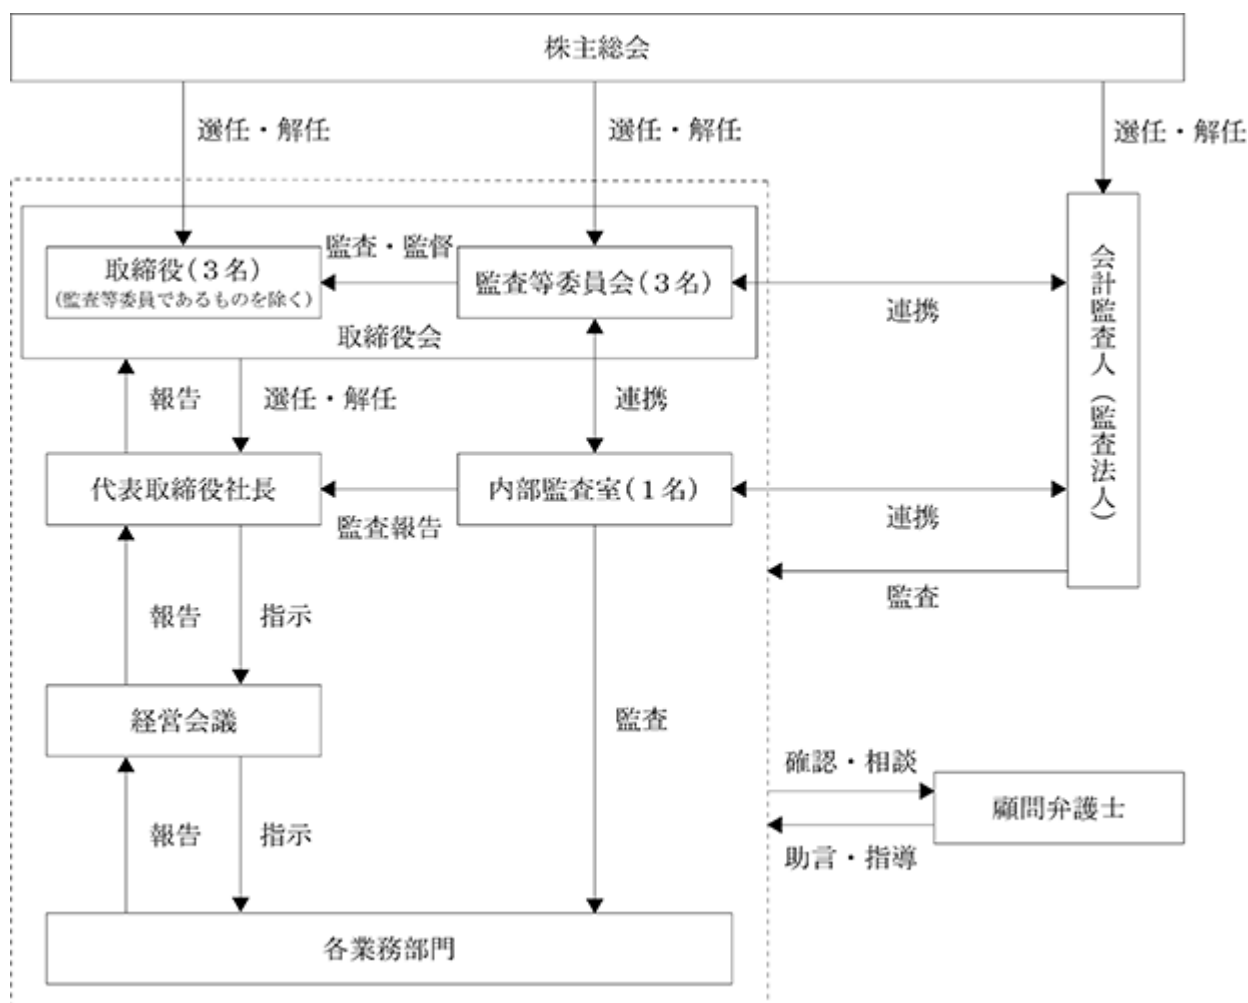 株主総会
選任・解任
選任・解任
選任・解任
監査・監督
取締役(3名)
(監査等委員であるものを除く)
監査等委員会(3名)
取締役会
連携
会計監査人(監査法人)
報告
選任・解任
連携
代表取締役社長
内部監査室(1名)
監査報告
連携
監査
報告
指示
経営会議
監査
確認・相談
顧問弁護士
助言・指導
報告
指示
各業務部門